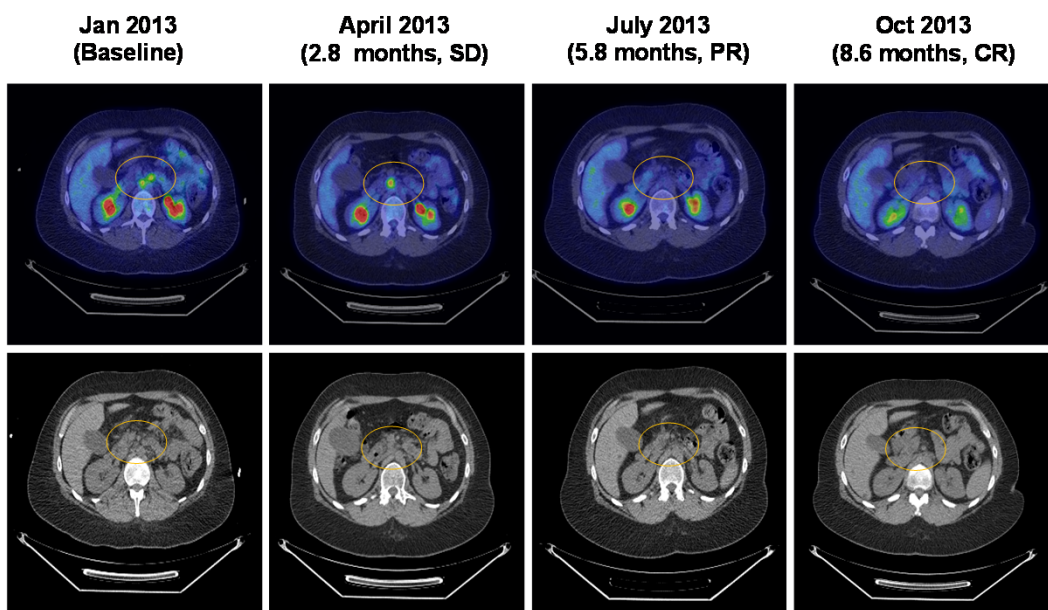 Jan 2013
(Baseline)
April 2013
(2.8 months, SD)
July 2013
(5.8 months, PR)
Oct 2013
(8.6 months, CR)